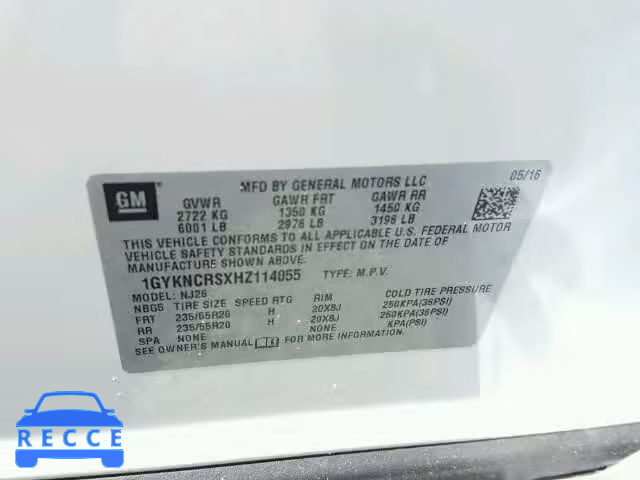 GM
MFD BY GENERAL MOTORS LLC 05/16
GVWR GAWR FRT GAWR RR
2722 KG 1350 KG 1450 KG
6001 LB 2976 LB 3196 LB
THIS VEHICLE CONFORMS TO ALL APPLICABLE U.S. FEDERAL MOTOR
VEHICLE SAFETY STANDARDS IN EFFECT ON THE DATE OF
MANUFACTURE SHOWN ABOVE.
1GYKNCRSXHZ114055 TYPE: M.P.V.
MODEL: NJ26
NBG5 TIRE SIZE SPEED RTG RIM COLD TIRE PRESSURE
FRT 235/55R20 H 20X8J 250KPA(36PSI)
RR 235/55R20 H 20X8J 250KPA(36PSI)
SPA NONE NONE KPA(PSI)
SEE OWNER'S MANUAL FOR MORE INFORMATION.
RECCE